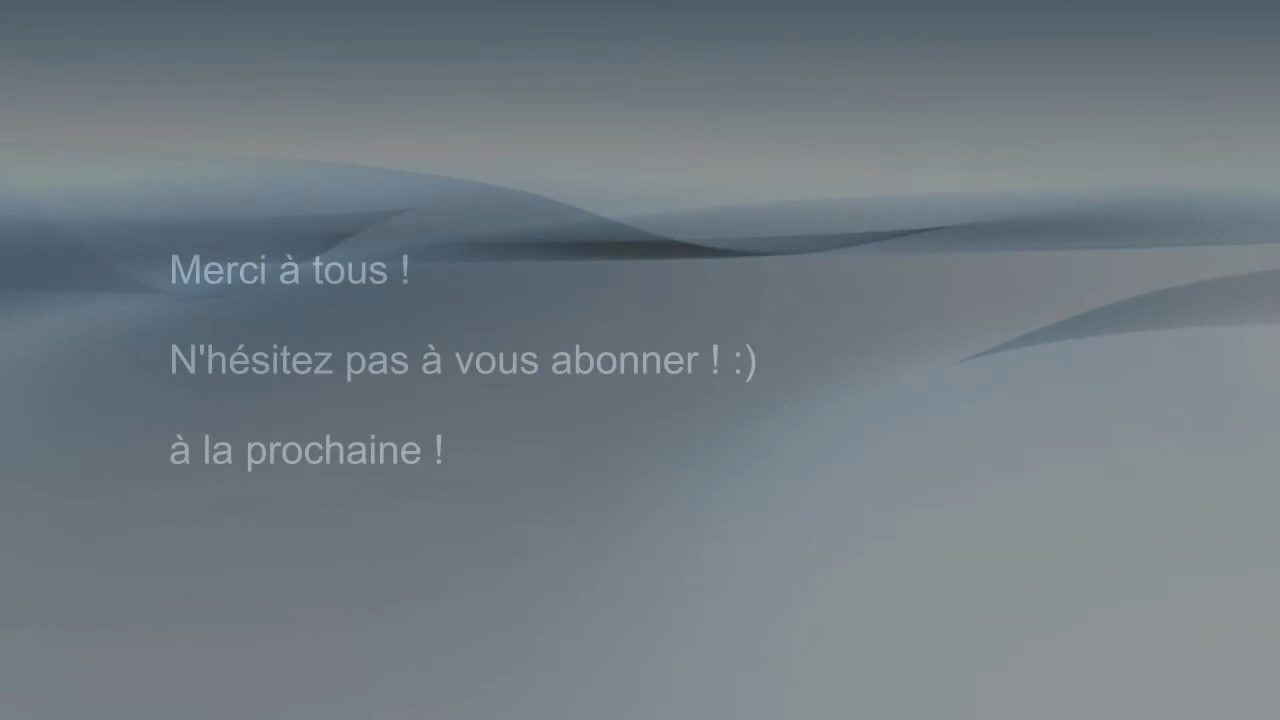 Merci à tous !
N'hésitez pas à vous abonner ! :)
à la prochaine !